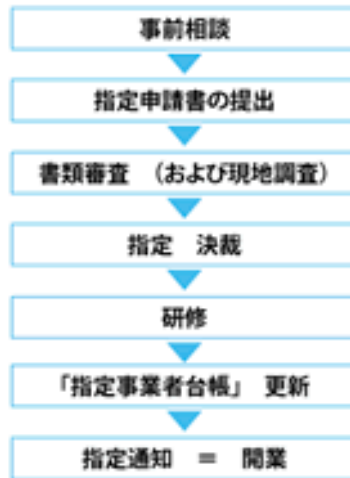 事前相談
指定申請書の提出
書類審査　（および現地調査）
指定　決裁
研修
「指定事業者台帳」　更新
指定通知　＝　開業